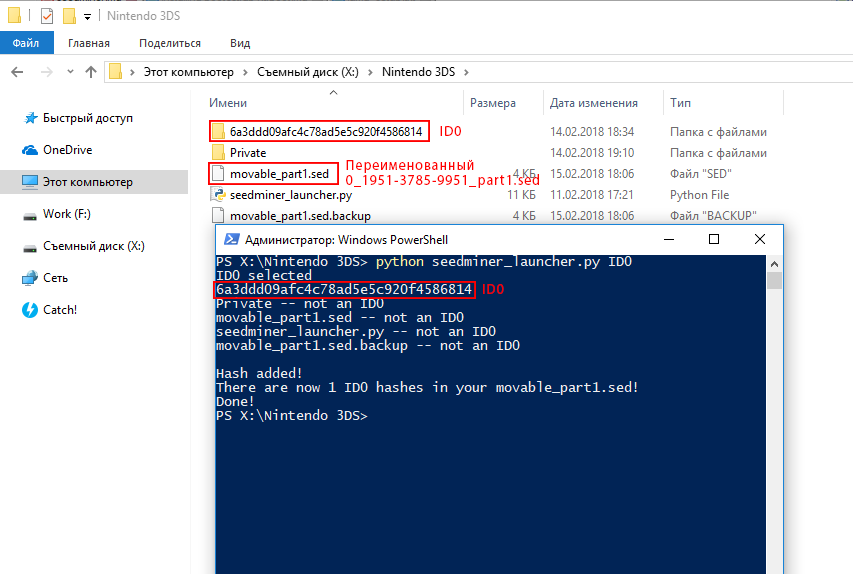 Nintendo 3DS
Файл Главная Поделиться Вид
Этот компьютер Съемный диск (X:) Nintendo 3DS
Имени Размера Дата изменения Тип
Быстрый доступ
OneDrive
Этот компьютер
Work (F:)
Съемный диск (X:)
Сеть
Catch!
6a3ddd09afc4c78ad5e5c920f4586814 ID0 14.02.2018 18:34 Папка с файлами
Private 14.02.2018 19:10 Папка с файлами
movable_part1.sed 4 КБ 15.02.2018 18:06 Файл "SED"
Переименованный
0_1951-3785-9951_part1.sed
seedminer_launcher.py 11 КБ 11.02.2018 17:21 Python File
movable_part1.sed.backup 4 КБ 15.02.2018 18:06 Файл "BACKUP"
Администратор: Windows PowerShell
PS X:\Nintendo 3DS> python seedminer_launcher.py ID0
ID0 selected
6a3ddd09afc4c78ad5e5c920f4586814 ID0
Private -- not an ID0
movable_part1.sed -- not an ID0
seedminer_launcher.py -- not an ID0
movable_part1.sed.backup -- not an ID0
Hash added!
There are now 1 ID0 hashes in your movable_part1.sed!
Done!
PS X:\Nintendo 3DS>